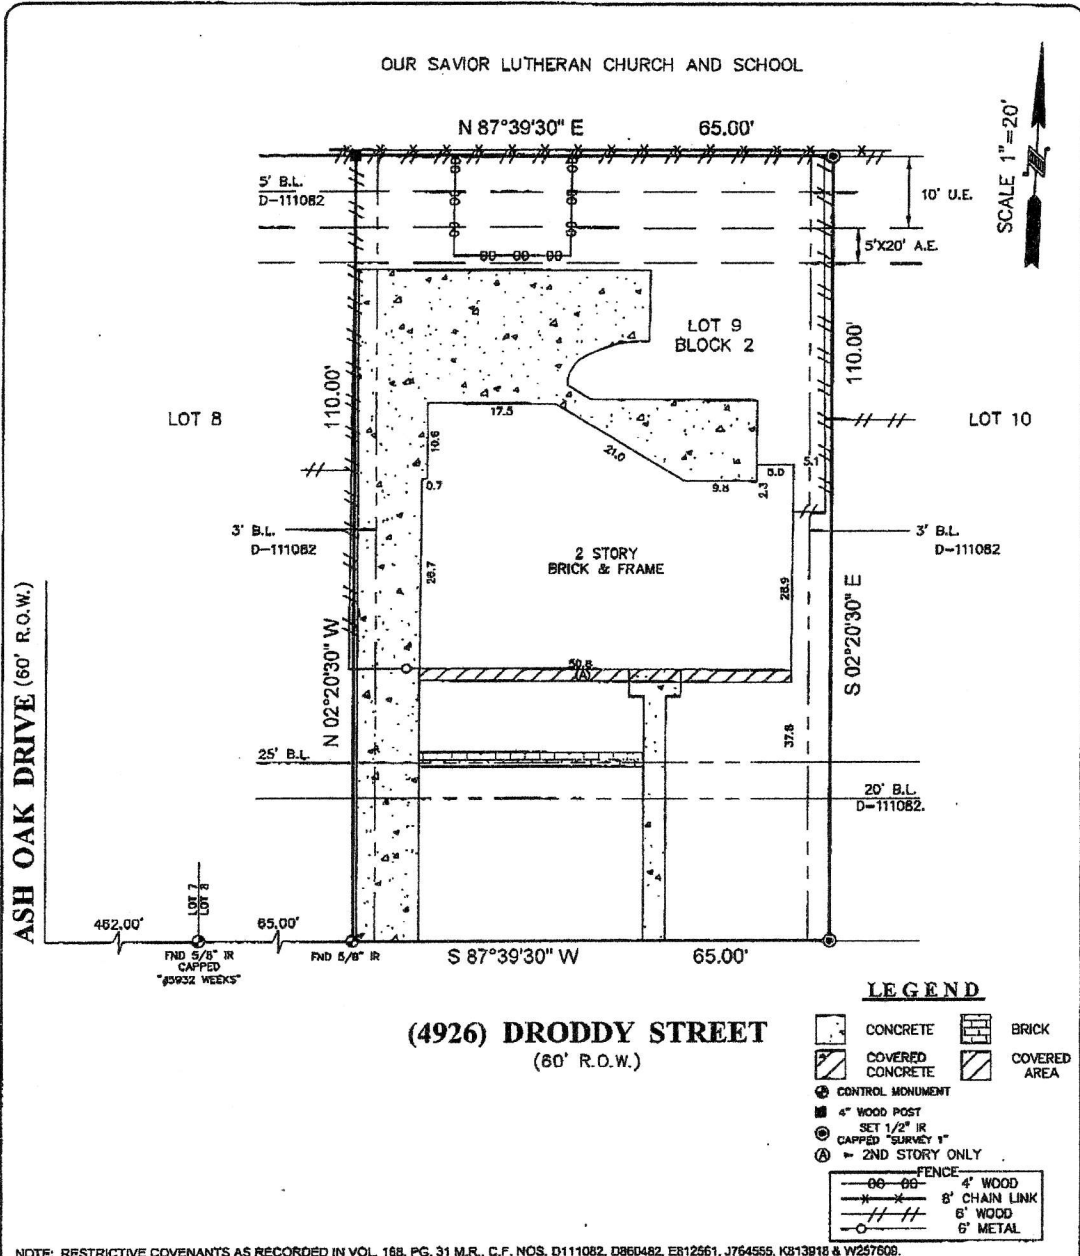 OUR SAVIOR LUTHERAN CHURCH AND SCHOOL
SCALE 1"=20'
N 87°39'30" E 65.00'
5' B.L.
D-111082
10' U.E.
5'X20' A.E.
LOT 9
BLOCK 2
110.00'
110.00'
LOT 8
LOT 10
17.5
10.6
21.0
0.7
9.8
2.3
5.0
5.1
3' B.L.
D-111082
3' B.L.
D-111082
2 STORY
BRICK & FRAME
26.7
28.9
ASH OAK DRIVE (60' R.O.W.)
N 02°20'30" W
S 02°20'30" E
50.8
(A)
37.8
25' B.L.
20' B.L.
D-111082.
LOT 7
LOT 8
462.00'
65.00'
FND 5/8" IR
CAPPED
"#5932 WEEKS"
FND 5/8" IR
S 87°39'30" W 65.00'
(4926) DRODDY STREET
(60' R.O.W.)
LEGEND
CONCRETE
BRICK
COVERED
CONCRETE
COVERED
AREA
CONTROL MONUMENT
4" WOOD POST
SET 1/2" IR
CAPPED "SURVEY 1"
(A) - 2ND STORY ONLY
FENCE
4' WOOD
8' CHAIN LINK
6' WOOD
6' METAL
NOTE: RESTRICTIVE COVENANTS AS RECORDED IN VOL. 168, PG. 31 M.R., C.F. NOS. D111082, D860482, E812561, J764555, K813918 & W257609.